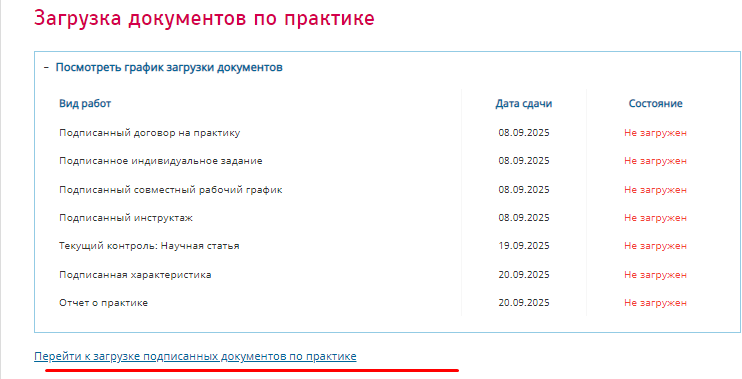 Загрузка документов по практике
– Посмотреть график загрузки документов
Вид работ Дата сдачи Состояние
Подписанный договор на практику 08.09.2025 Не загружен
Подписанное индивидуальное задание 08.09.2025 Не загружен
Подписанный совместный рабочий график 08.09.2025 Не загружен
Подписанный инструктаж 08.09.2025 Не загружен
Текущий контроль: Научная статья 19.09.2025 Не загружен
Подписанная характеристика 20.09.2025 Не загружен
Отчет о практике 20.09.2025 Не загружен
Перейти к загрузке подписанных документов по практике